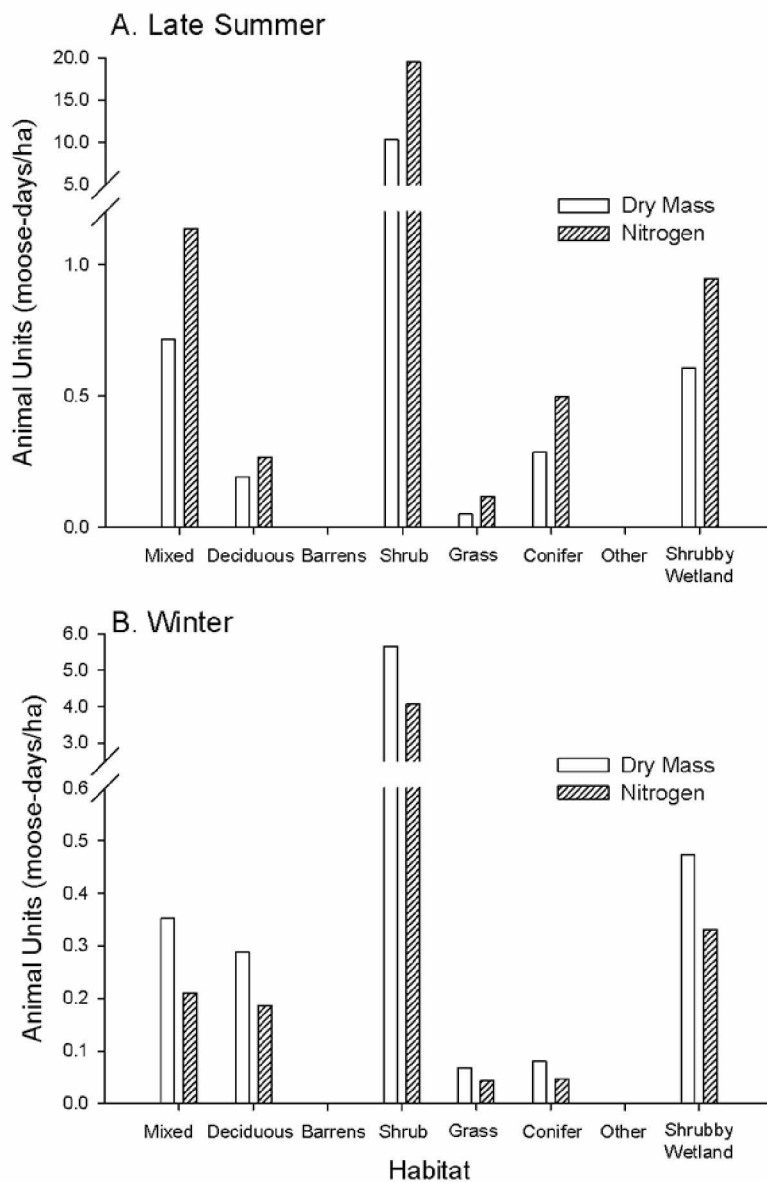 A. Late Summer
Animal Units (moose-days/ha)
20.0
10.0
5.0
1.0
0.5
0.0
Dry Mass
Nitrogen
Mixed Deciduous Barrens Shrub Grass Conifer Other Shrubby
Wetland
B. Winter
Animal Units (moose-days/ha)
6.0
5.0
4.0
3.0
0.6
0.5
0.4
0.3
0.2
0.1
0.0
Dry Mass
Nitrogen
Mixed Deciduous Barrens Shrub Grass Conifer Other Shrubby
Wetland
Habitat